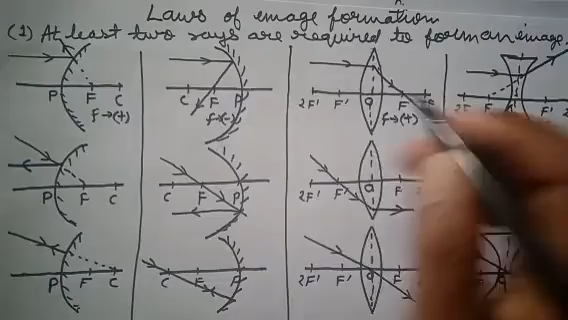 Laws of image formation
(1) At least two rays are required to form an image.
P F C
f→(+)
C F P
f→(-)
2F' F' O F
f→(+)
2F F
P F C
C F P
2F' F' O F
P F C
C F P
2F' F' O F